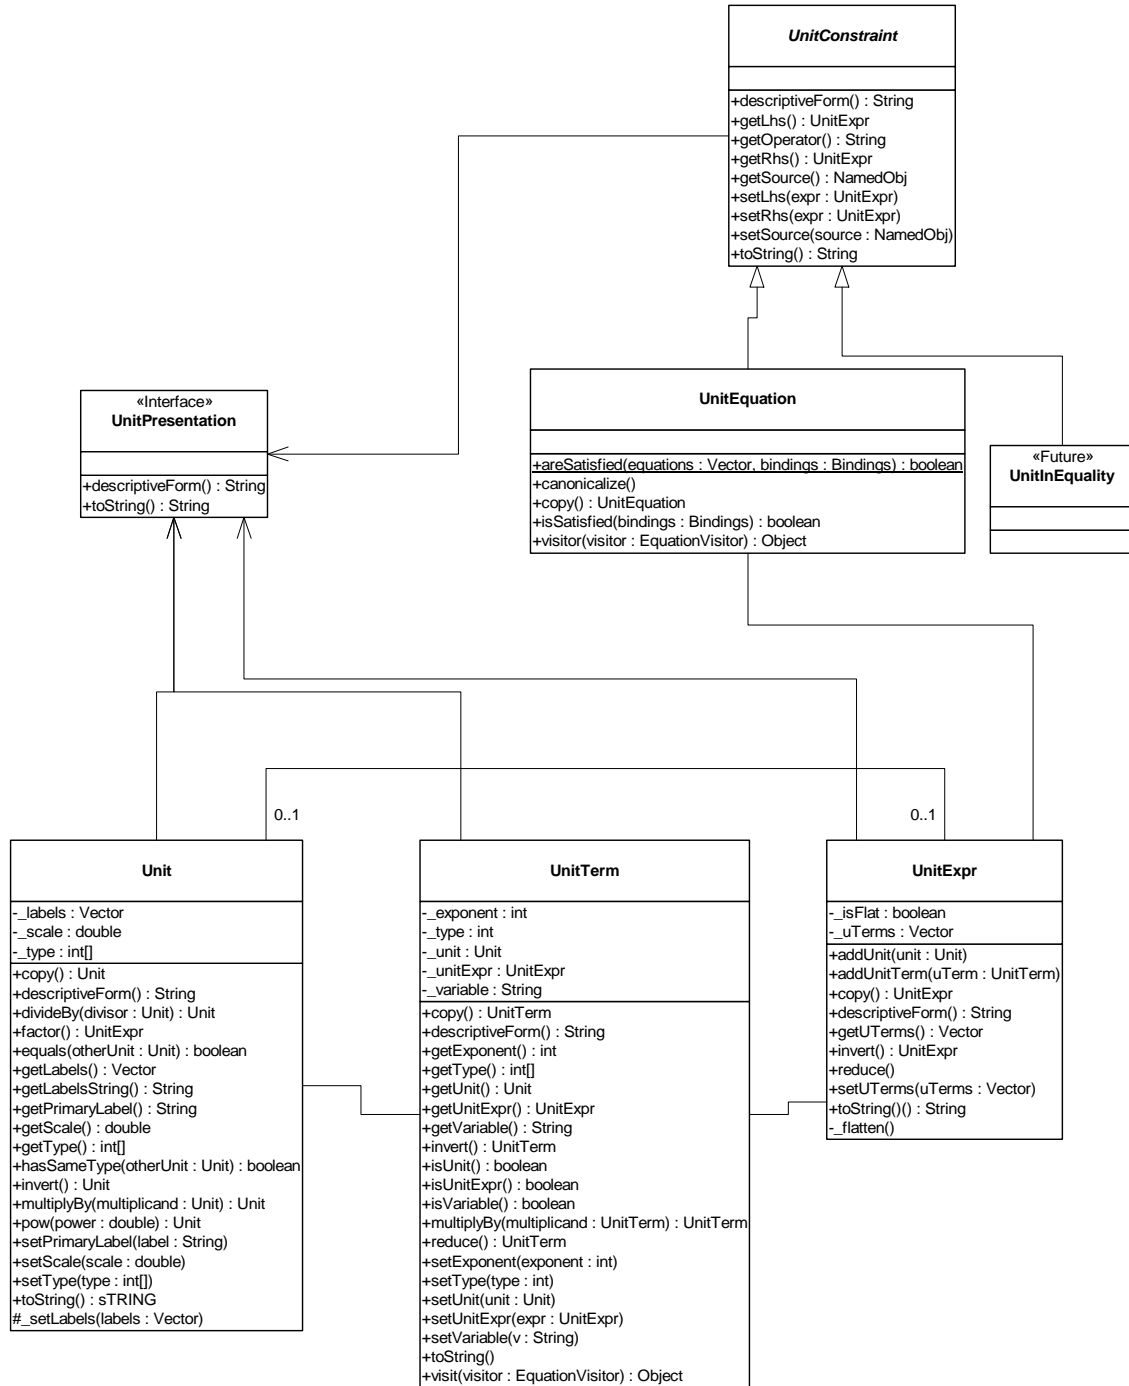 UnitConstraint
+descriptiveForm() : String
+getLhs() : UnitExpr
+getOperator() : String
+getRhs() : UnitExpr
+getSource() : NamedObj
+setLhs(expr : UnitExpr)
+setRhs(expr : UnitExpr)
+setSource(source : NamedObj)
+toString() : String
«Interface»
UnitPresentation
+descriptiveForm() : String
+toString() : String
UnitEquation
+areSatisfied(equations : Vector, bindings : Bindings) : boolean
+canonicalize()
+copy() : UnitEquation
+isSatisfied(bindings : Bindings) : boolean
+visitor(visitor : EquationVisitor) : Object
«Future»
UnitInEquality
0..1
0..1
Unit
-_labels : Vector
-_scale : double
-_type : int[]
+copy() : Unit
+descriptiveForm() : String
+divideBy(divisor : Unit) : Unit
+factor() : UnitExpr
+equals(otherUnit : Unit) : boolean
+getLabels() : Vector
+getLabelsString() : String
+getPrimaryLabel() : String
+getScale() : double
+getType() : int[]
+hasSameType(otherUnit : Unit) : boolean
+invert() : Unit
+multiplyBy(multiplicand : Unit) : Unit
+pow(power : double) : Unit
+setPrimaryLabel(label : String)
+setScale(scale : double)
+setType(type : int[])
+toString() : sTRING
#_setLabels(labels : Vector)
UnitTerm
-_exponent : int
-_type : int
-_unit : Unit
-_unitExpr : UnitExpr
-_variable : String
+copy() : UnitTerm
+descriptiveForm() : String
+getExponent() : int
+getType() : int[]
+getUnit() : Unit
+getUnitExpr() : UnitExpr
+getVariable() : String
+invert() : UnitTerm
+isUnit() : boolean
+isUnitExpr() : boolean
+isVariable() : boolean
+multiplyBy(multiplicand : UnitTerm) : UnitTerm
+reduce() : UnitTerm
+setExponent(exponent : int)
+setType(type : int)
+setUnit(unit : Unit)
+setUnitExpr(expr : UnitExpr)
+setVariable(v : String)
+toString()
+visit(visitor : EquationVisitor) : Object
UnitExpr
-_isFlat : boolean
-_uTerms : Vector
+addUnit(unit : Unit)
+addUnitTerm(uTerm : UnitTerm)
+copy() : UnitExpr
+descriptiveForm() : String
+getUTerms() : Vector
+invert() : UnitExpr
+reduce()
+setUTerms(uTerms : Vector)
+toString()() : String
-_flatten()